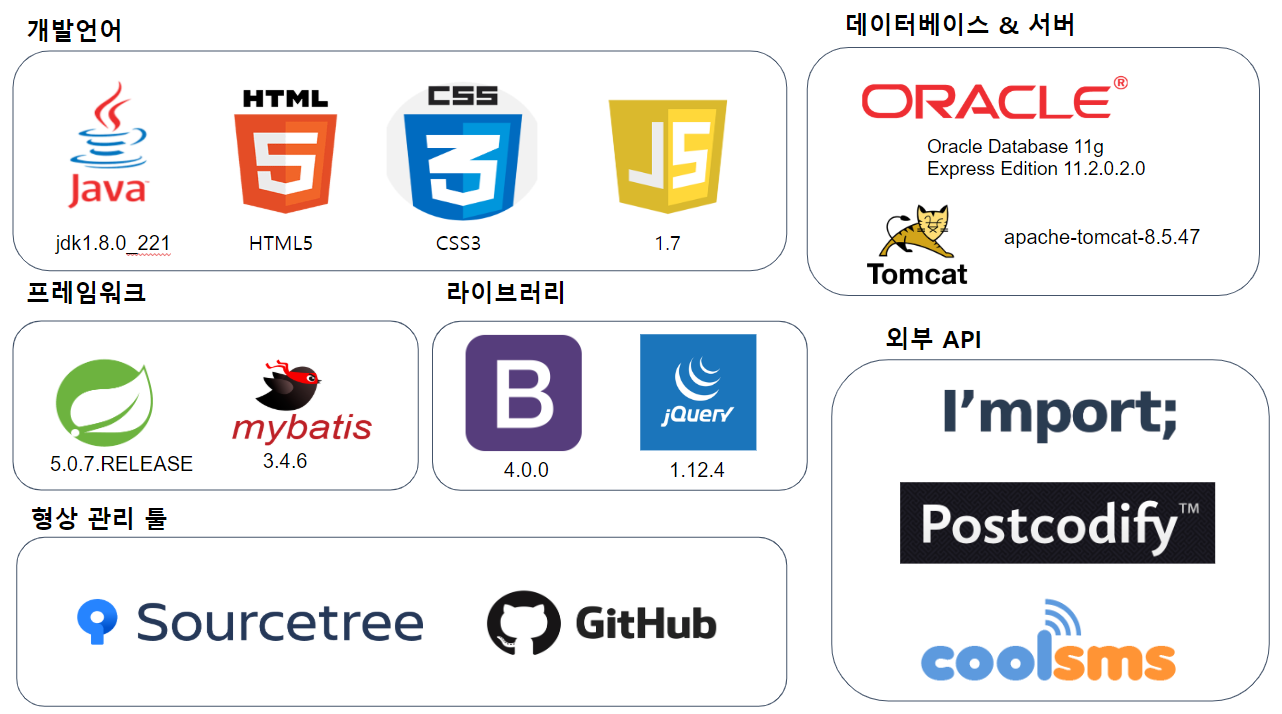 개발언어
Java™
HTML
5
CSS
3
JS
jdk1.8.0_221
HTML5
CSS3
1.7
데이터베이스 & 서버
ORACLE®
Oracle Database 11g
Express Edition 11.2.0.2.0
Tomcat
apache-tomcat-8.5.47
프레임워크
mybatis
5.0.7.RELEASE
3.4.6
라이브러리
B
jQuery
4.0.0
1.12.4
외부 API
I'mport;
Postcodify™
coolsms
형상 관리 툴
Sourcetree
GitHub